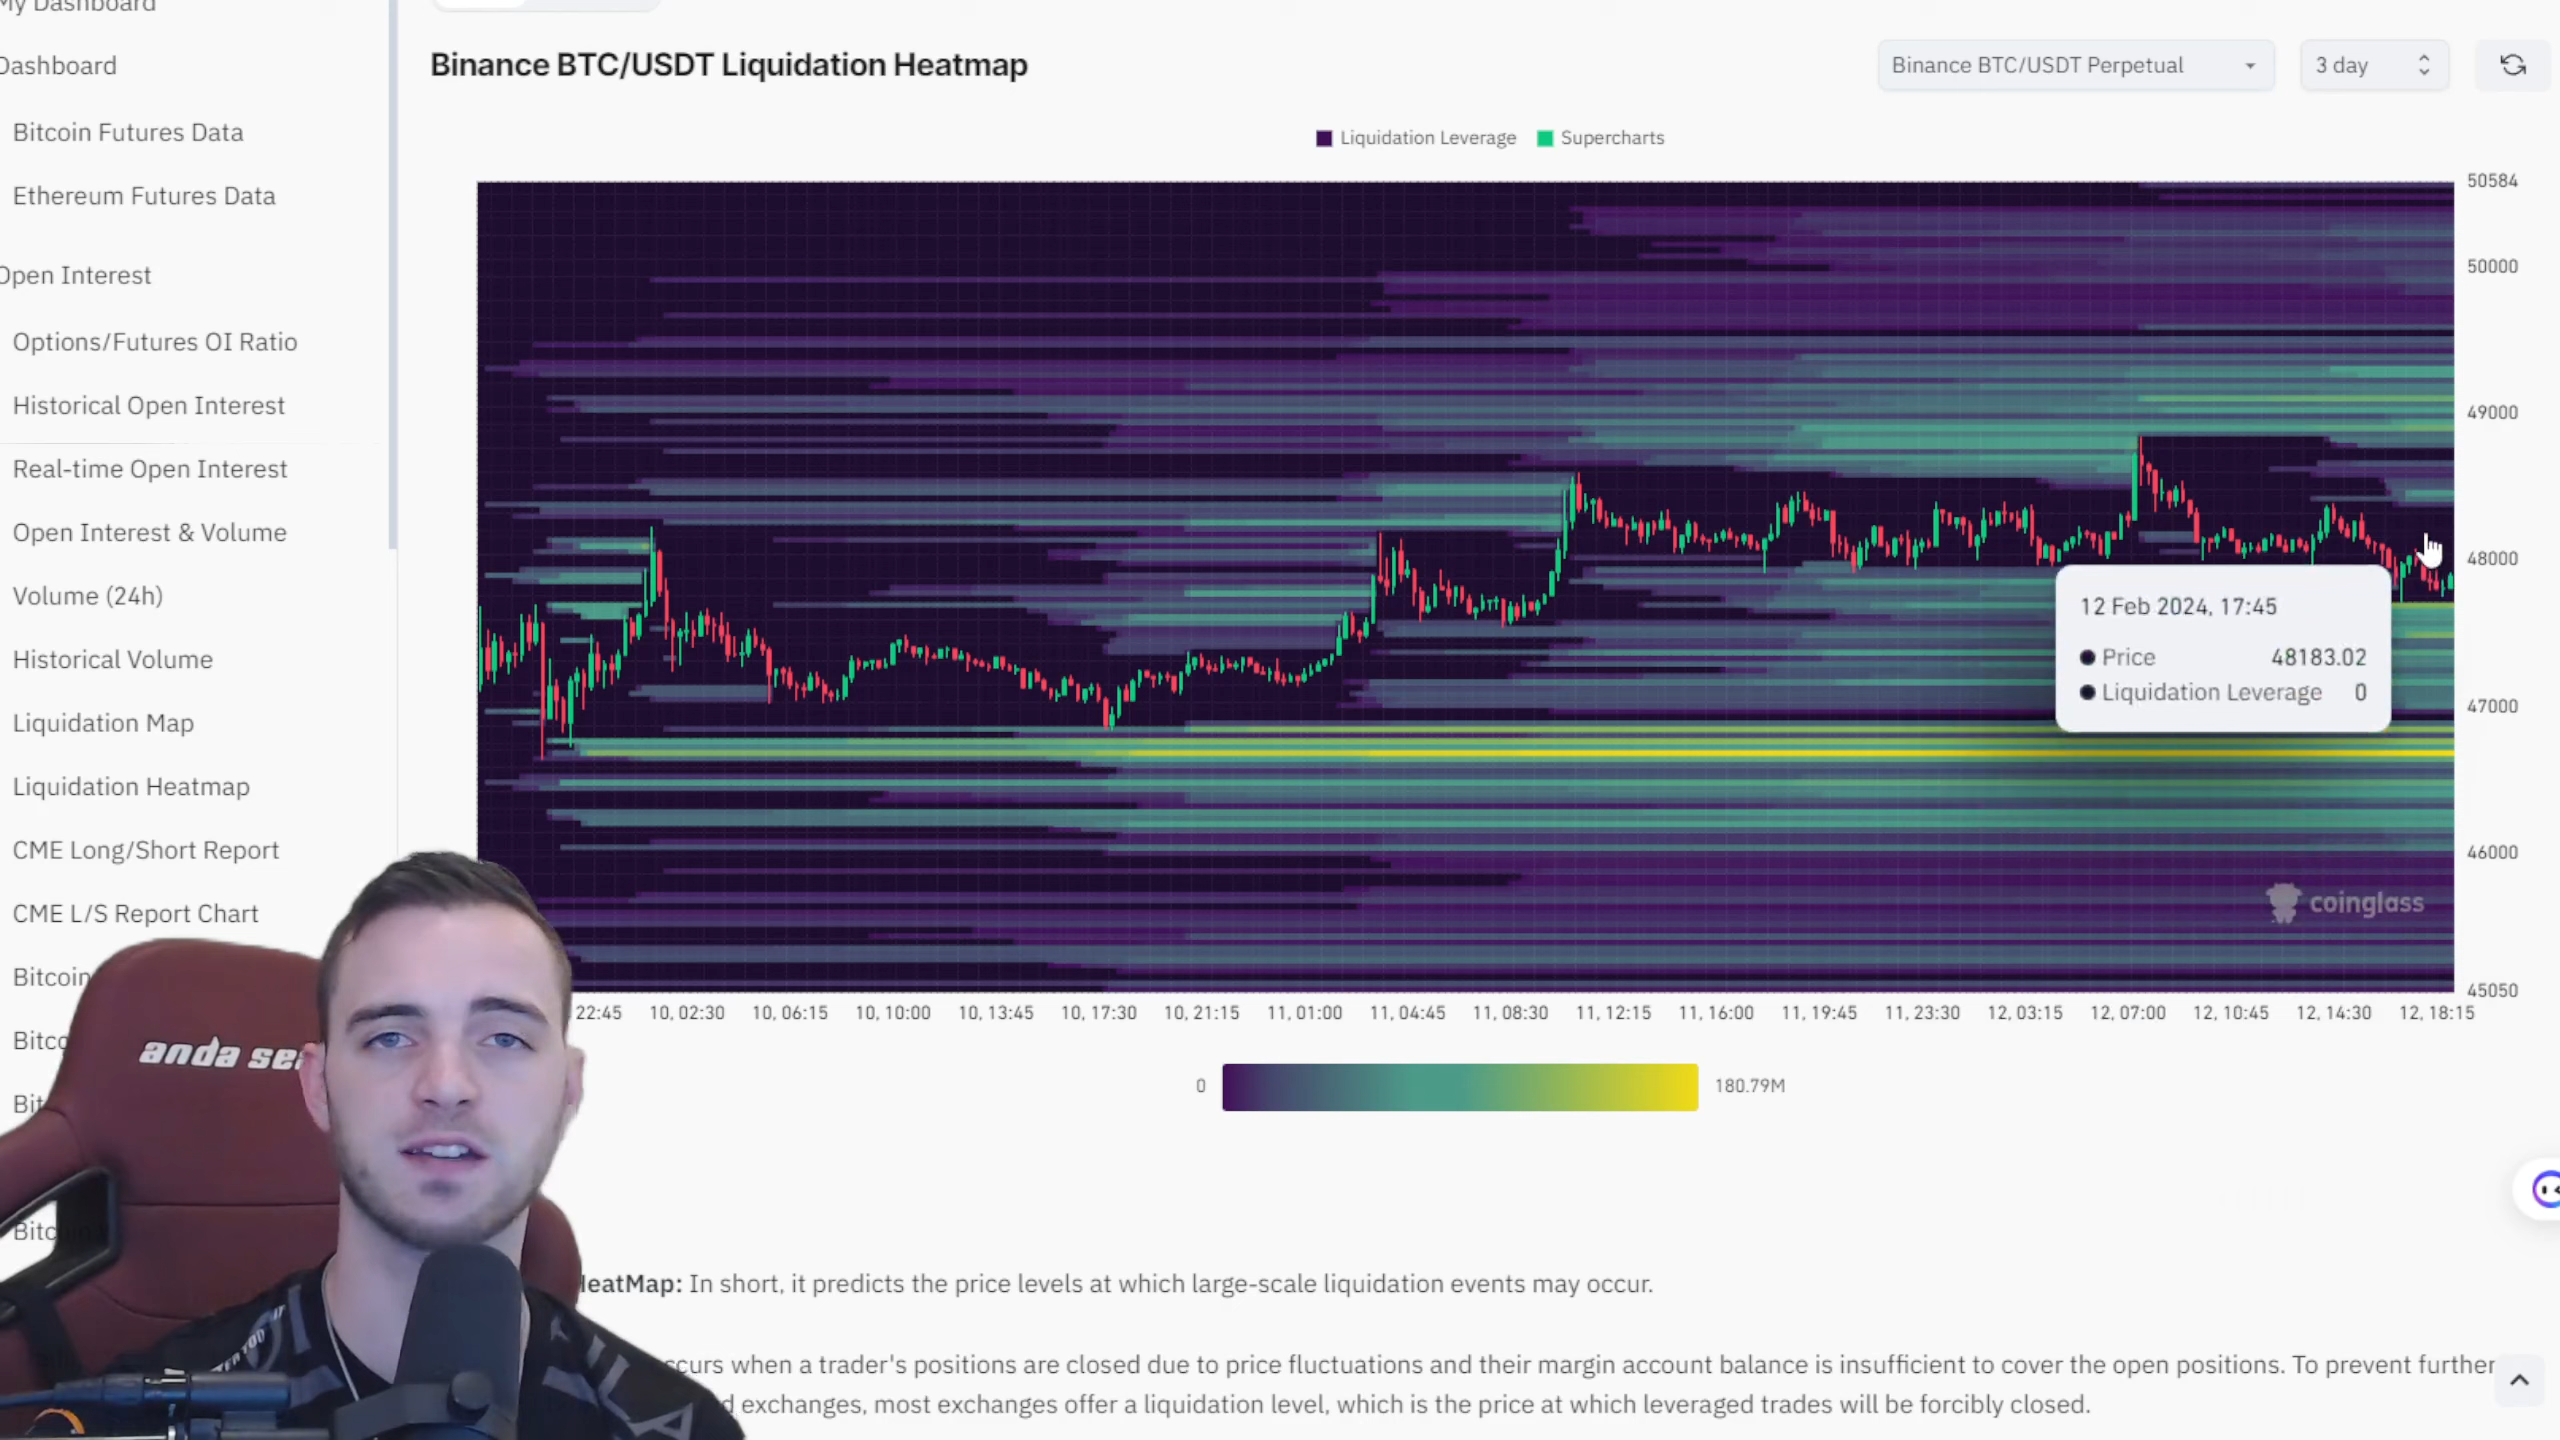 My Dashboard
Dashboard
Bitcoin Futures Data
Ethereum Futures Data
Open Interest
Options/Futures OI Ratio
Historical Open Interest
Real-time Open Interest
Open Interest & Volume
Volume (24h)
Historical Volume
Liquidation Map
Liquidation Heatmap
CME Long/Short Report
CME L/S Report Chart
Bitcoin
Bitco
Bit
Bitcoin
Binance BTC/USDT Liquidation Heatmap
Binance BTC/USDT Perpetual
3 day
Liquidation Leverage
Supercharts
50584
50000
49000
48000
47000
46000
45050
12 Feb 2024, 17:45
Price 48183.02
Liquidation Leverage 0
coinglass
22:45 10, 02:30 10, 06:15 10, 10:00 10, 13:45 10, 17:30 10, 21:15 11, 01:00 11, 04:45 11, 08:30 11, 12:15 11, 16:00 11, 19:45 11, 23:30 12, 03:15 12, 07:00 12, 10:45 12, 14:30 12, 18:15
0 180.79M
anda sea
HeatMap: In short, it predicts the price levels at which large-scale liquidation events may occur.
ccurs when a trader's positions are closed due to price fluctuations and their margin account balance is insufficient to cover the open positions. To prevent further
d exchanges, most exchanges offer a liquidation level, which is the price at which leveraged trades will be forcibly closed.